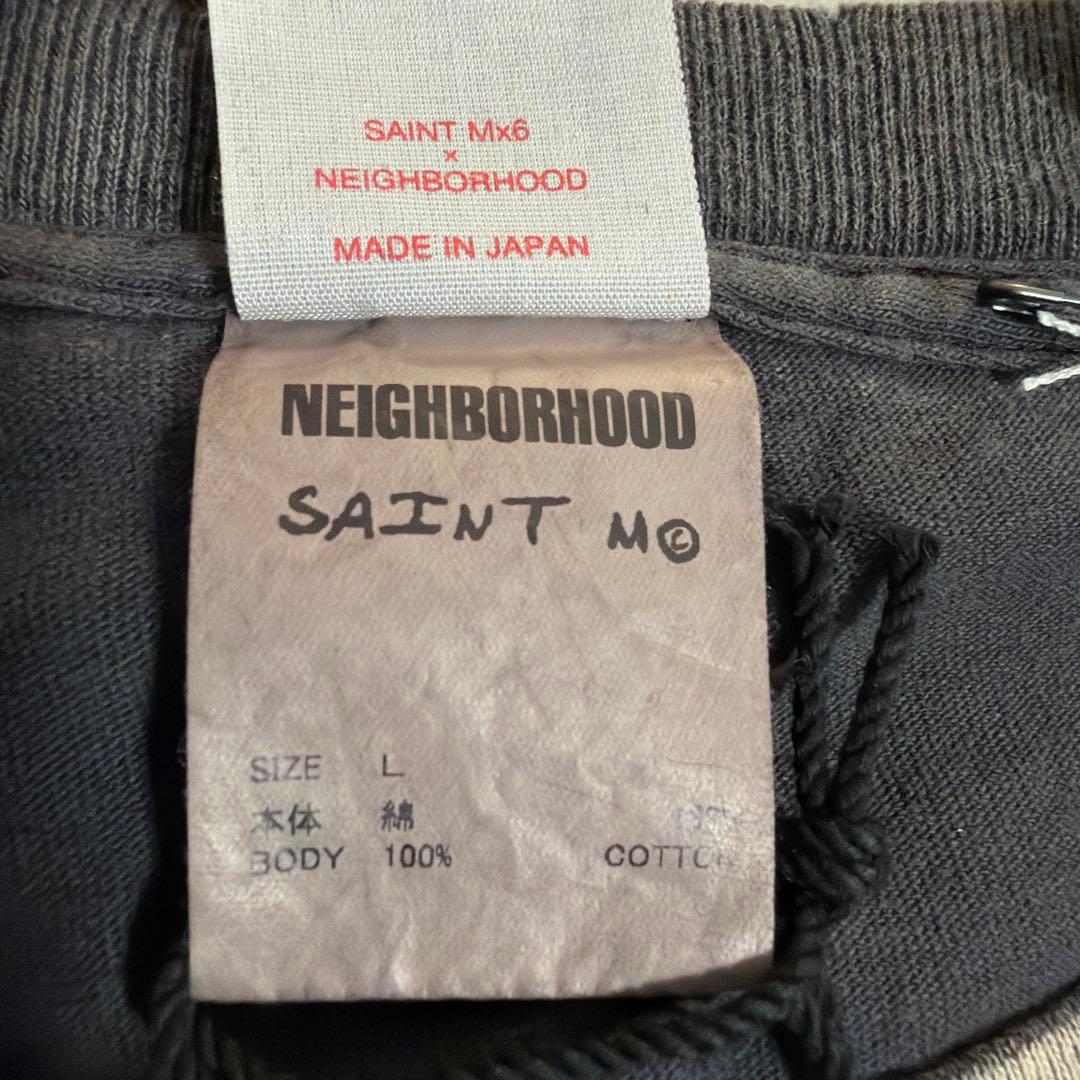 SAINT Mx6
×
NEIGHBORHOOD
MADE IN JAPAN
NEIGHBORHOOD
SAINT M©
SIZE L
本体 綿
BODY 100% COTTON